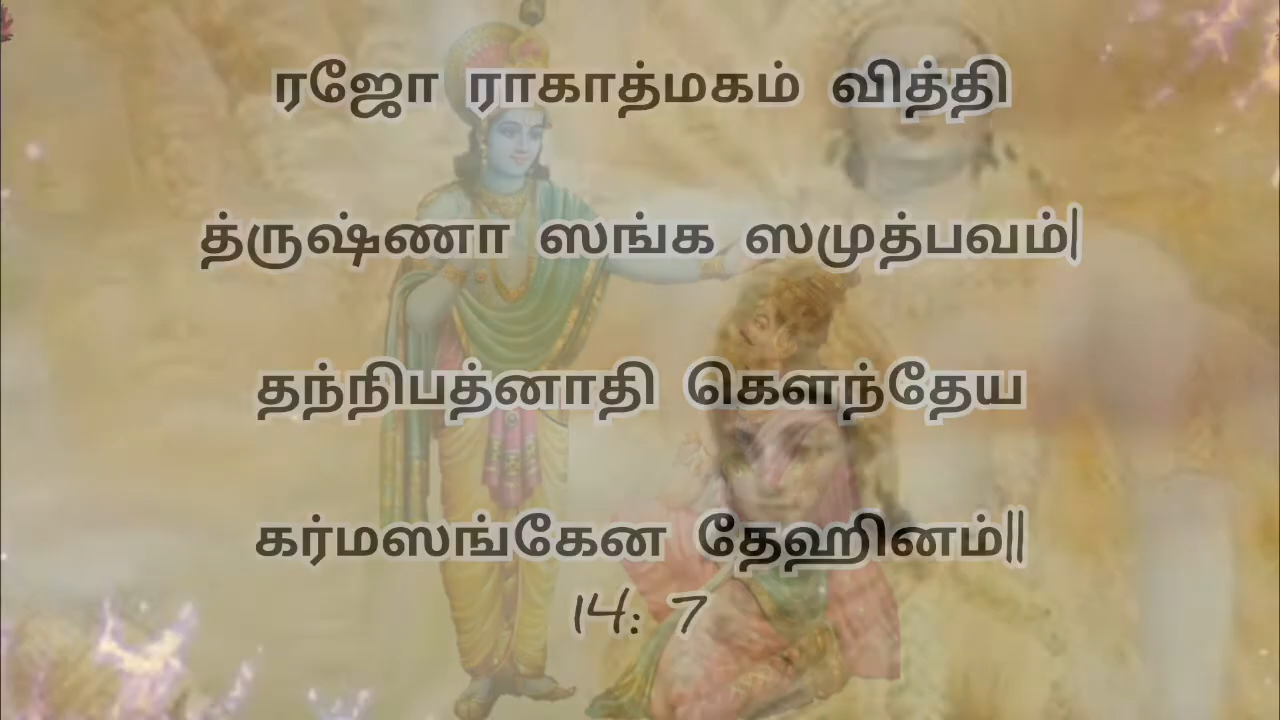 ரஜோ ராகாத்மகம் வித்தி
த்ருஷ்ணா ஸங்க ஸமுத்பவம்|
தந்நிபத்னாதி கௌந்தேய
கர்மஸங்கேன தேஹினம்||
14: 7